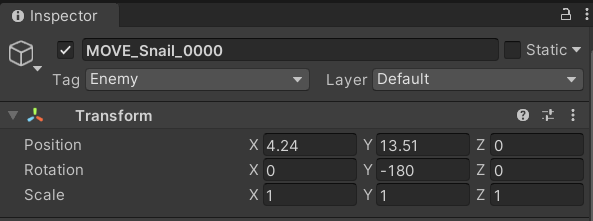 Inspector
MOVE_Snail_0000 Static
Tag Enemy Layer Default
Transform
Position X 4.24 Y 13.51 Z 0
Rotation X 0 Y -180 Z 0
Scale X 1 Y 1 Z 1